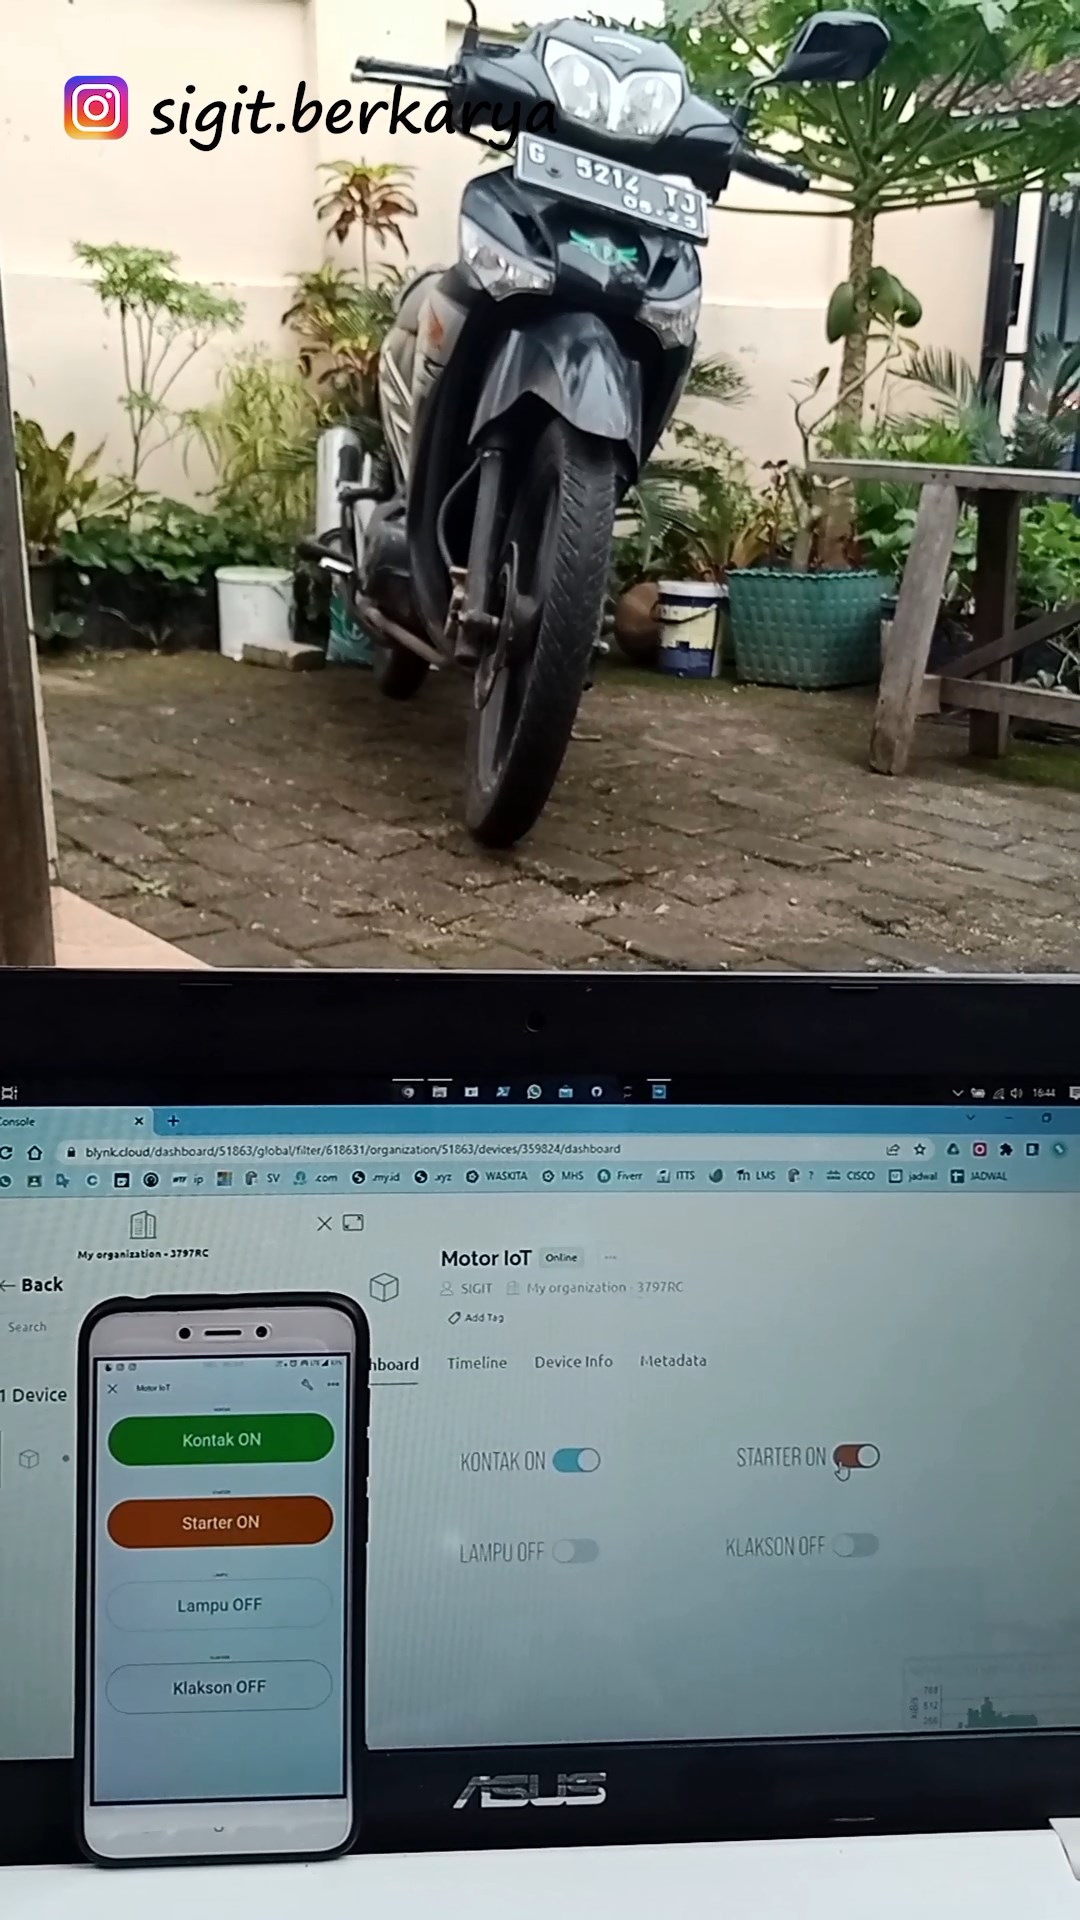 sigit.berkarya
G 5214 TJ
05·23
16:44
Console
blynk.cloud/dashboard/51863/global/filter/618631/organization/51863/devices/359824/dashboard
ip SV .com .my.id .xyz WASKITA MHS Fiverr ITTS LMS ? CISCO jadwal JADWAL
My organization - 3797RC
Back
Search
1 Device
Motor IoT Online
SIGIT My organization 3797RC
Add Tag
hboard Timeline Device Info Metadata
KONTAK ON STARTER ON
LAMPU OFF KLAKSON OFF
Motor IoT
Kontak ON
Starter ON
Lampu OFF
Klakson OFF
768
512
ASUS